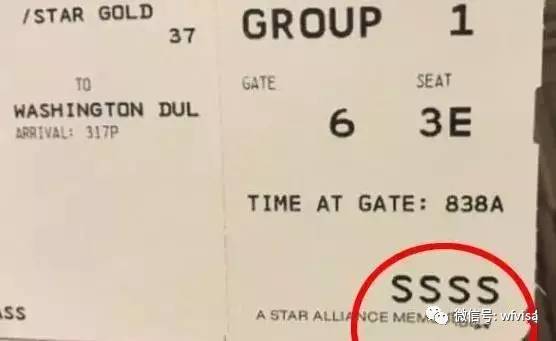 /STAR GOLD
37
TO
WASHINGTON DUL
ARRIVAL: 317P
ASS
GROUP 1
GATE SEAT
6 3E
TIME AT GATE: 838A
SSSS
A STAR ALLIANCE
微信号: wivisa